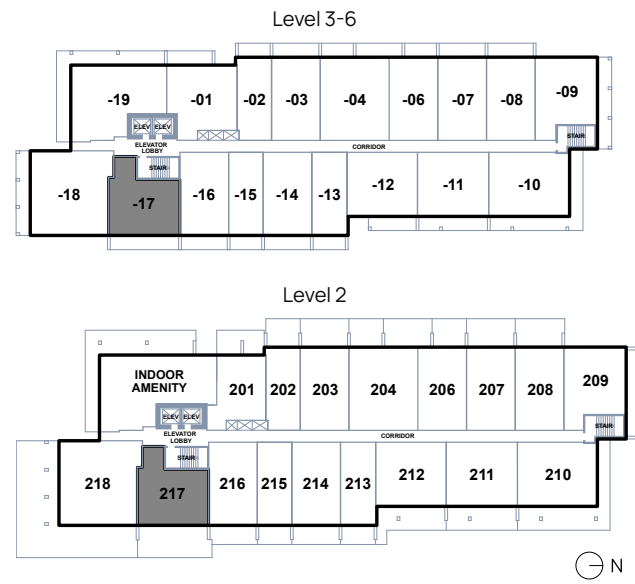 Level 3-6
-19
-01
-02
-03
-04
-06
-07
-08
-09
ELEV ELEV
ELEVATOR
LOBBY
CORRIDOR
STAIR
STAIR
-18
-17
-16
-15
-14
-13
-12
-11
-10
Level 2
INDOOR
AMENITY
201
202
203
204
206
207
208
209
ELEV ELEV
ELEVATOR
LOBBY
CORRIDOR
STAIR
STAIR
218
217
216
215
214
213
212
211
210
N